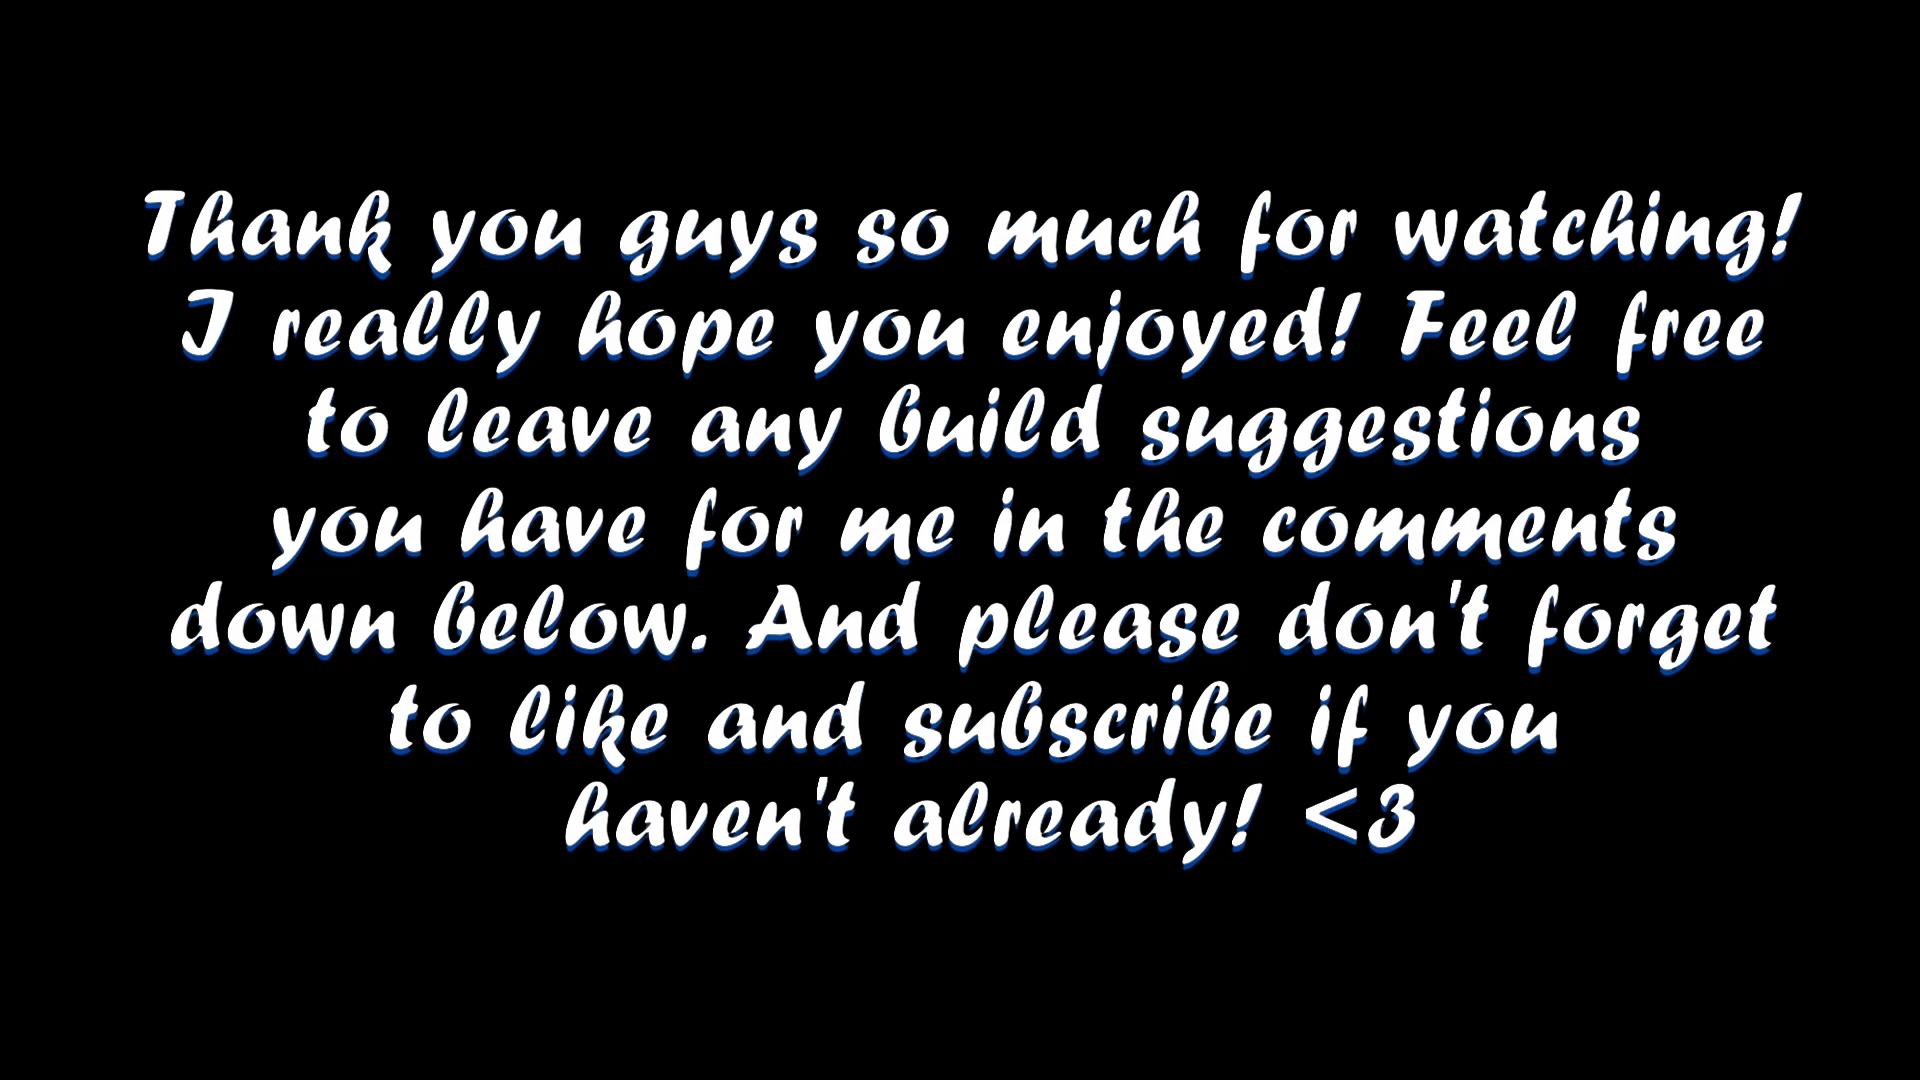 Thank you guys so much for watching!
I really hope you enjoyed! Feel free
to leave any build suggestions
you have for me in the comments
down below. And please don't forget
to like and subscribe if you
haven't already! <3